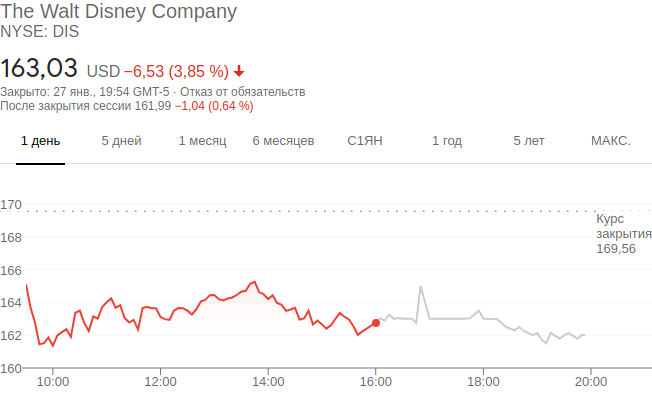 The Walt Disney Company
NYSE: DIS
163,03 USD −6,53 (3,85 %)
Закрыто: 27 янв., 19:54 GMT-5 · Отказ от обязательств
После закрытия сессии 161,99 −1,04 (0,64 %)
1 день 5 дней 1 месяц 6 месяцев С1ЯН 1 год 5 лет МАКС.
170
Курс
закрытия
169,56
168
166
164
162
160
10:00 12:00 14:00 16:00 18:00 20:00